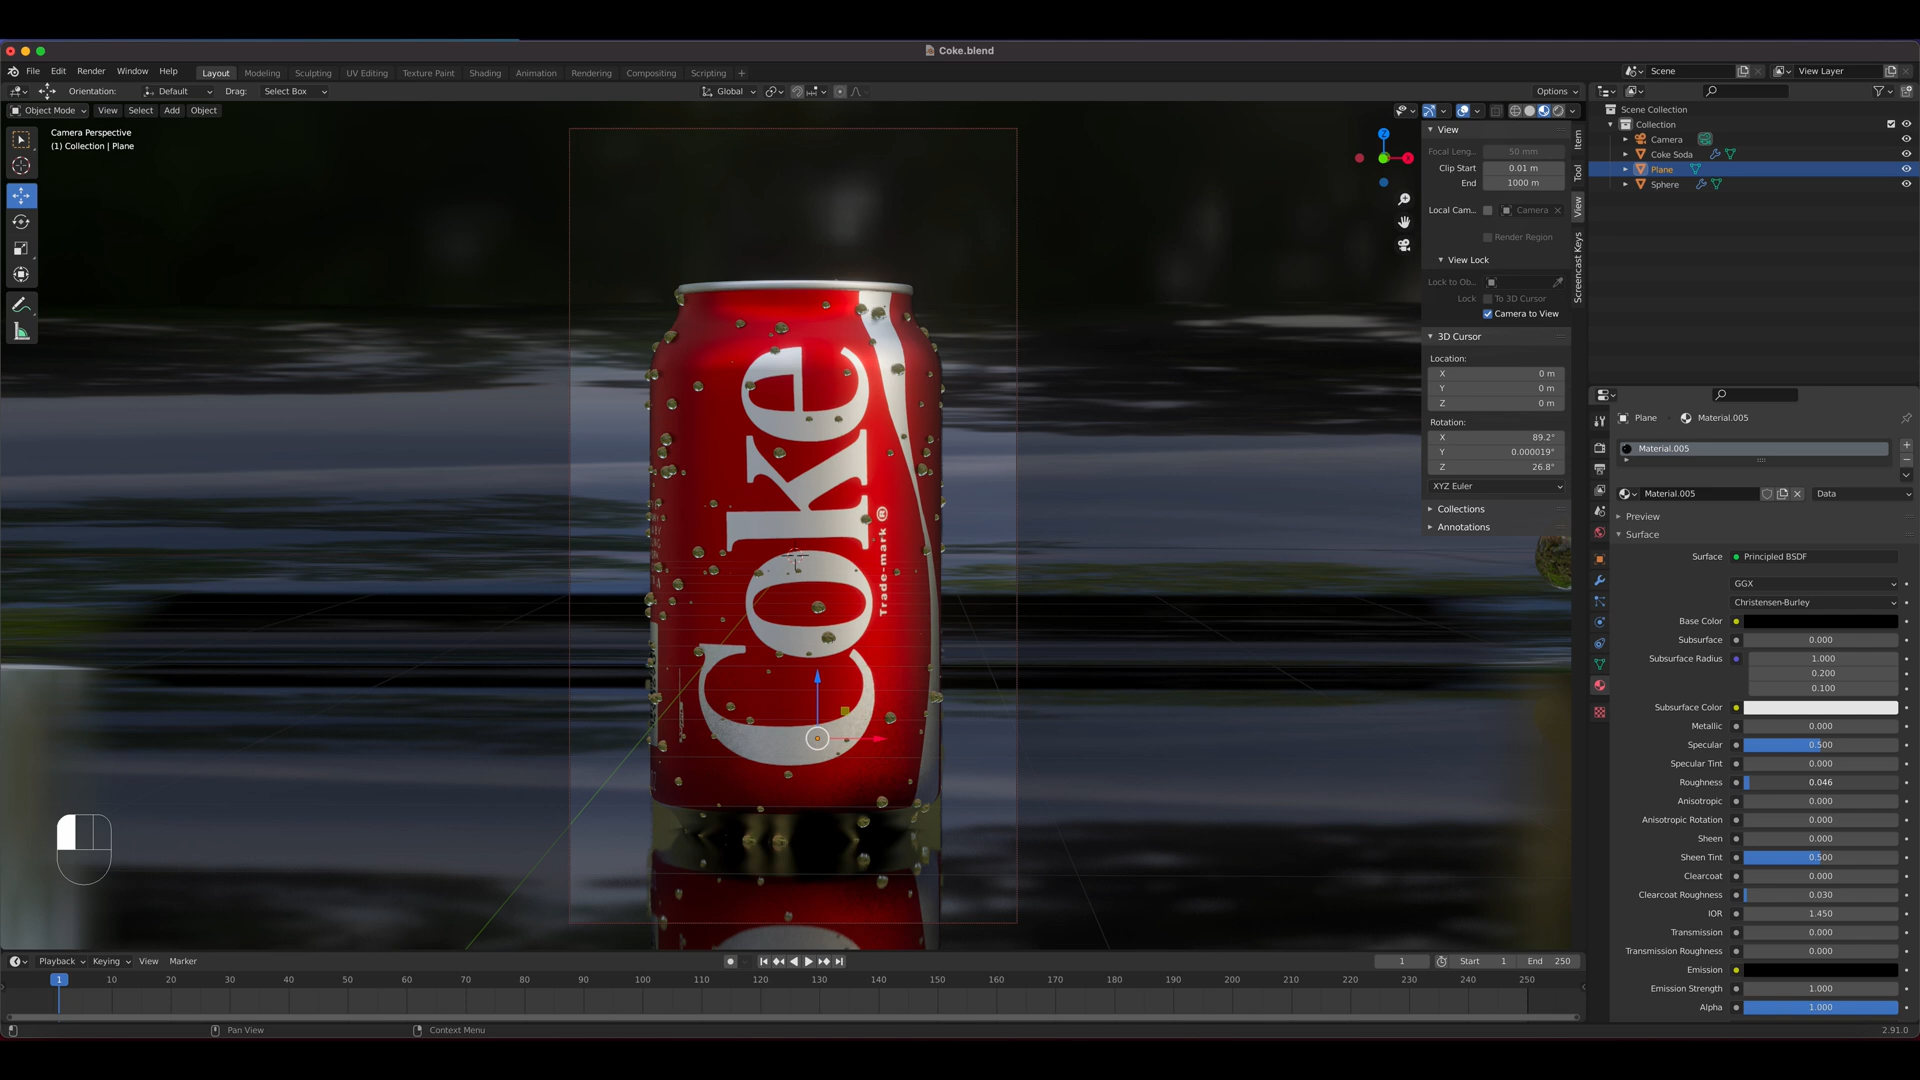 Coke.blend
File Edit Render Window Help Layout Modeling Sculpting UV Editing Texture Paint Shading Animation Rendering Compositing Scripting +
Scene View Layer
Orientation: Default Drag: Select Box Global Options
Object Mode View Select Add Object
Camera Perspective
(1) Collection | Plane
Coke
Trade-mark ®
View
Focal Leng... 50 mm
Clip Start 0.01 m
End 1000 m
Local Cam... Camera
Render Region
View Lock
Lock to Ob...
Lock To 3D Cursor
Camera to View
3D Cursor
Location:
X 0 m
Y 0 m
Z 0 m
Rotation:
X 89.2°
Y 0.000019°
Z 26.8°
XYZ Euler
Collections
Annotations
Item
Tool
View
Screencast Keys
Scene Collection
Collection
Camera
Coke Soda
Plane
Sphere
Plane Material.005
Material.005
Material.005 Data
Preview
Surface
Surface Principled BSDF
GGX
Christensen-Burley
Base Color
Subsurface 0.000
Subsurface Radius 1.000
0.200
0.100
Subsurface Color
Metallic 0.000
Specular 0.500
Specular Tint 0.000
Roughness 0.046
Anisotropic 0.000
Anisotropic Rotation 0.000
Sheen 0.000
Sheen Tint 0.500
Clearcoat 0.000
Clearcoat Roughness 0.030
IOR 1.450
Transmission 0.000
Transmission Roughness 0.000
Emission
Emission Strength 1.000
Alpha 1.000
Playback Keying View Marker 1 Start 1 End 250
1 10 20 30 40 50 60 70 80 90 100 110 120 130 140 150 160 170 180 190 200 210 220 230 240 250
Pan View Context Menu 2.91.0